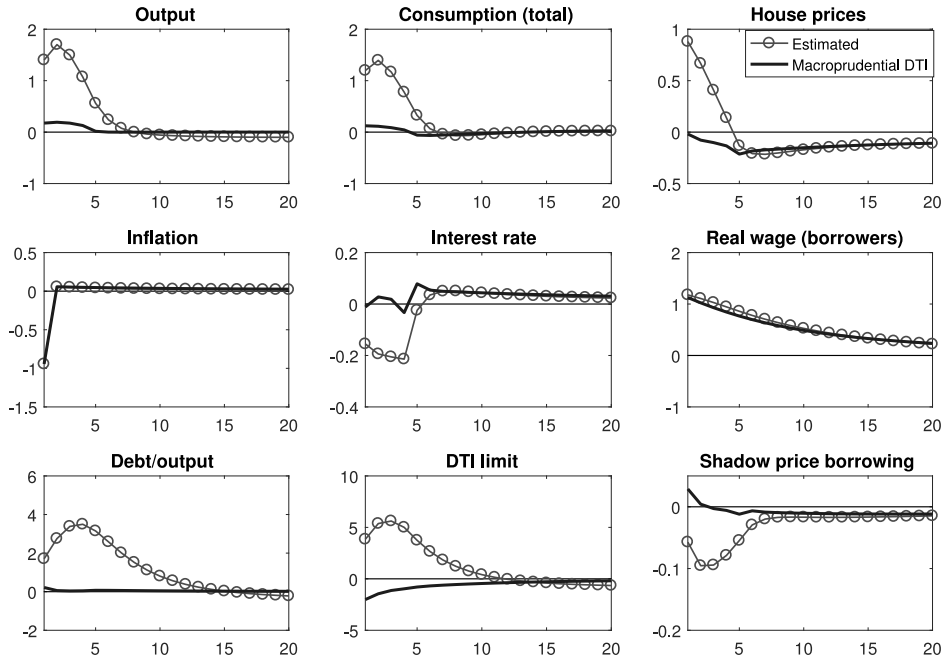 Output
Consumption (total)
House prices
2
1
0
-1
5 10 15 20
2
1
0
-1
5 10 15 20
1
0.5
0
-0.5
5 10 15 20
Estimated
Macroprudential DTI
Inflation
Interest rate
Real wage (borrowers)
0.5
0
-0.5
-1
-1.5
5 10 15 20
0.2
0
-0.2
-0.4
5 10 15 20
2
1
0
-1
5 10 15 20
Debt/output
DTI limit
Shadow price borrowing
6
4
2
0
-2
5 10 15 20
10
5
0
-5
5 10 15 20
0
-0.1
-0.2
5 10 15 20